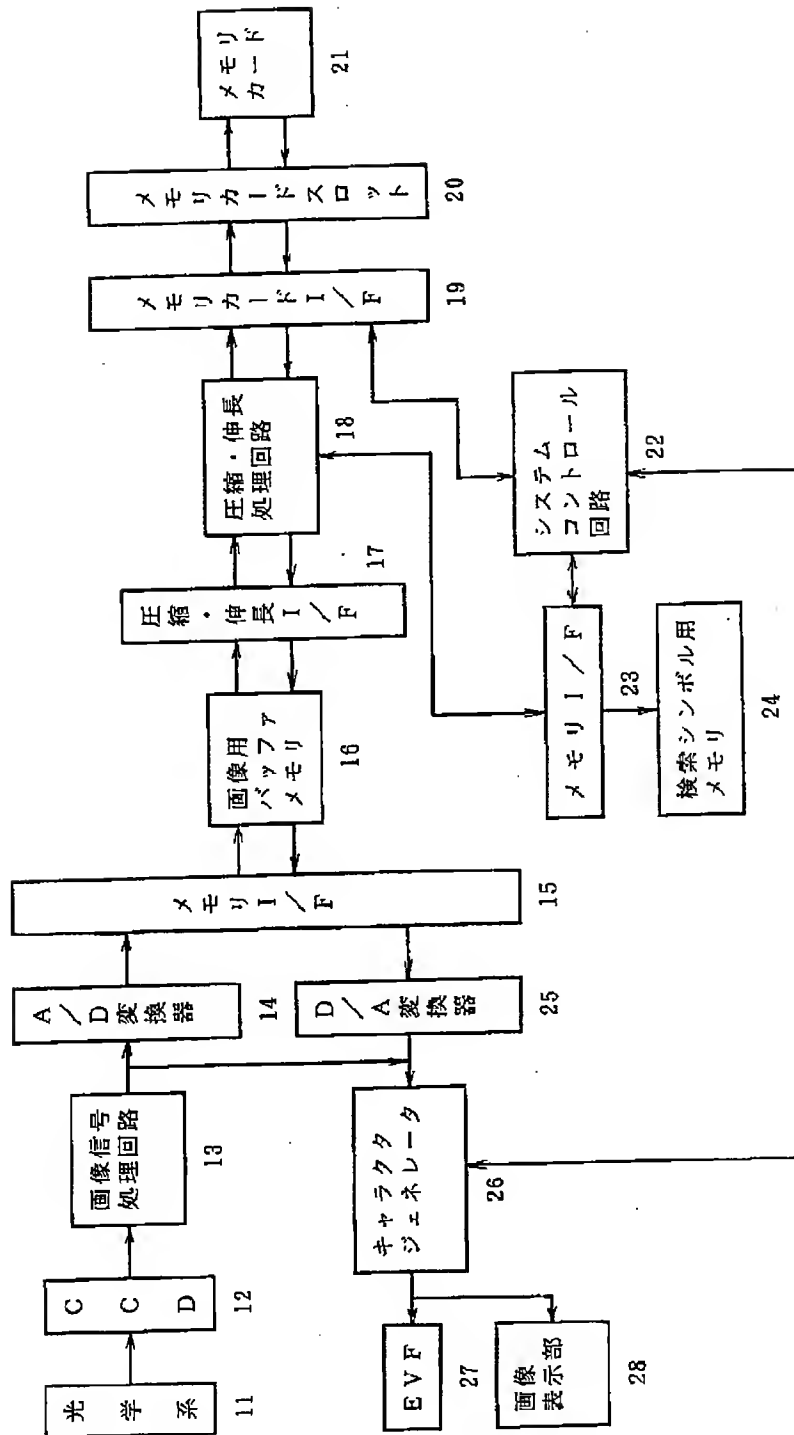 光学系
11
CCD
12
画像信号
処理回路
13
A/D変換器
14
メモリI/F
15
画像用
バッファ
メモリ
16
圧縮・伸長I/F
17
圧縮・伸長
処理回路
18
メモリカードI/F
19
メモリカードスロット
20
メモリ
カード
21
システム
コントロール
回路
22
メモリI/F
23
検索シンボル用
メモリ
24
D/A変換器
25
キャラクタ
ジェネレータ
26
EVF
27
画像
表示部
28